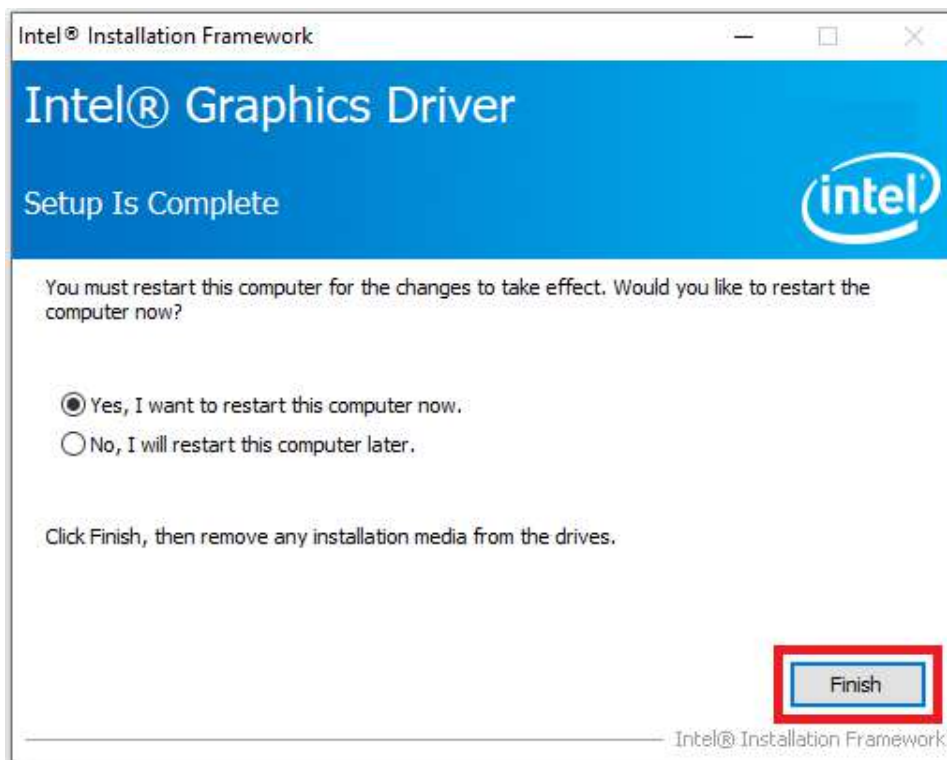 Intel® Installation Framework
Intel® Graphics Driver
Setup Is Complete
intel
You must restart this computer for the changes to take effect. Would you like to restart the
computer now?
Yes, I want to restart this computer now.
No, I will restart this computer later.
Click Finish, then remove any installation media from the drives.
Finish
Intel® Installation Framework